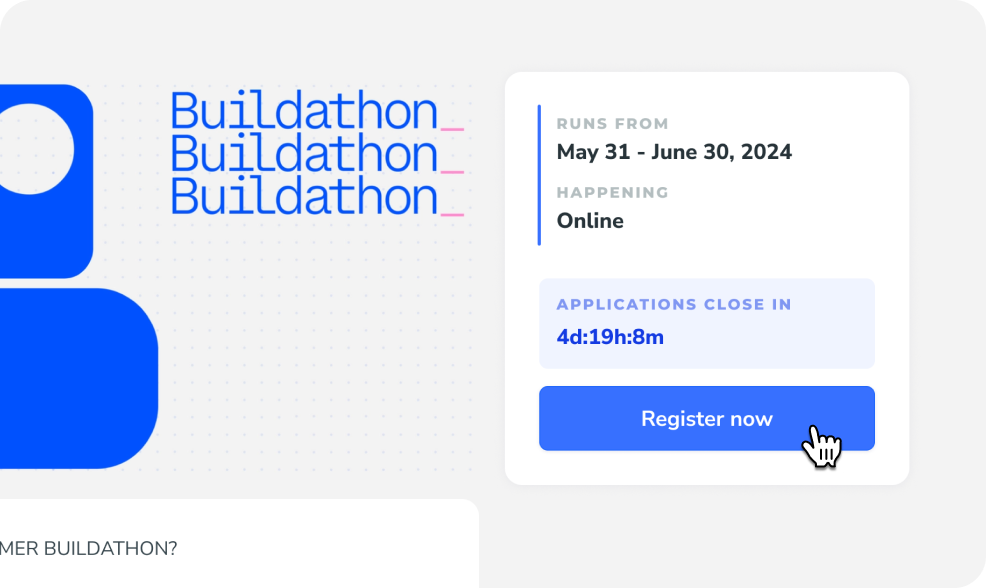 Buildathon_
Buildathon_
Buildathon_
RUNS FROM
May 31 - June 30, 2024
HAPPENING
Online
APPLICATIONS CLOSE IN
4d:19h:8m
Register now
MER BUILDATHON?